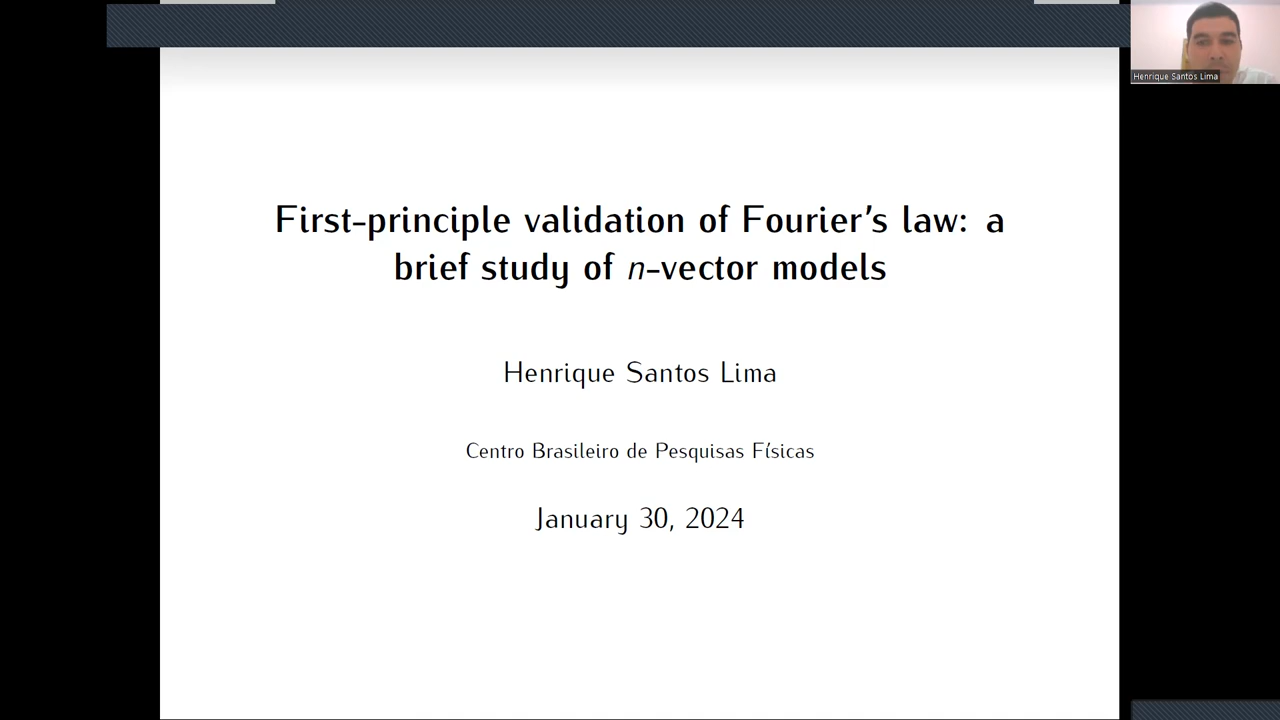 Henrique Santos Lima
First-principle validation of Fourier's law: a
brief study of n-vector models
Henrique Santos Lima
Centro Brasileiro de Pesquisas Físicas
January 30, 2024